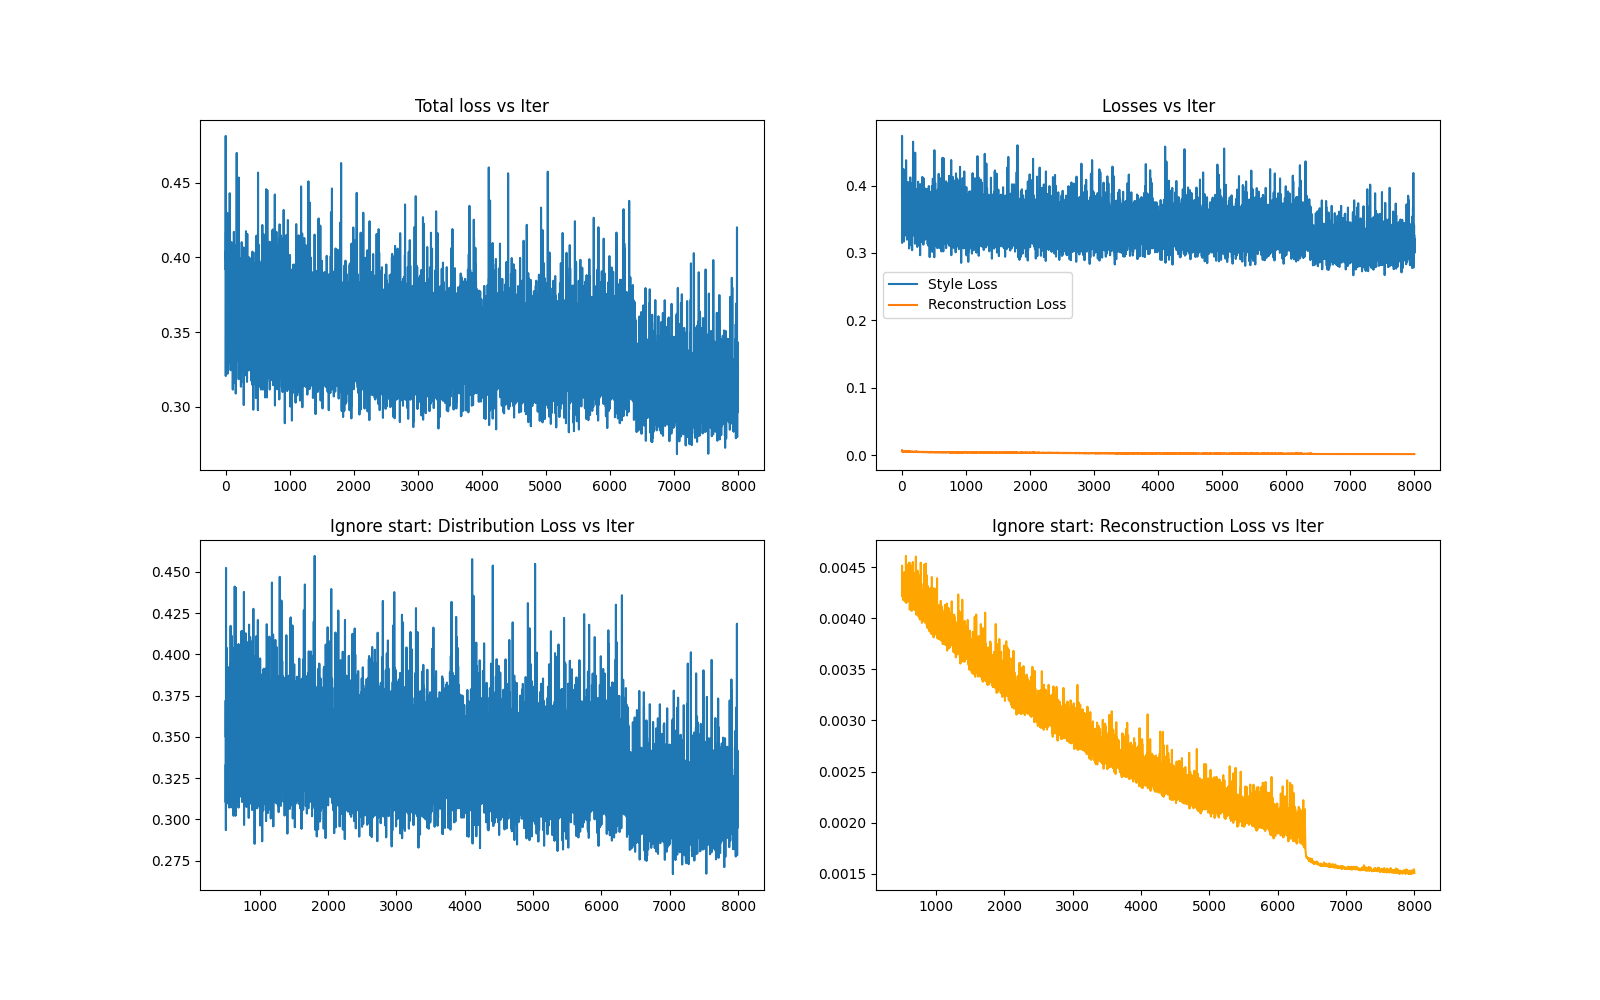 Total loss vs Iter
0.45
0.40
0.35
0.30
0 1000 2000 3000 4000 5000 6000 7000 8000
Losses vs Iter
0.4
0.3
0.2
0.1
0.0
Style Loss
Reconstruction Loss
0 1000 2000 3000 4000 5000 6000 7000 8000
Ignore start: Distribution Loss vs Iter
0.450
0.425
0.400
0.375
0.350
0.325
0.300
0.275
1000 2000 3000 4000 5000 6000 7000 8000
Ignore start: Reconstruction Loss vs Iter
0.0045
0.0040
0.0035
0.0030
0.0025
0.0020
0.0015
1000 2000 3000 4000 5000 6000 7000 8000